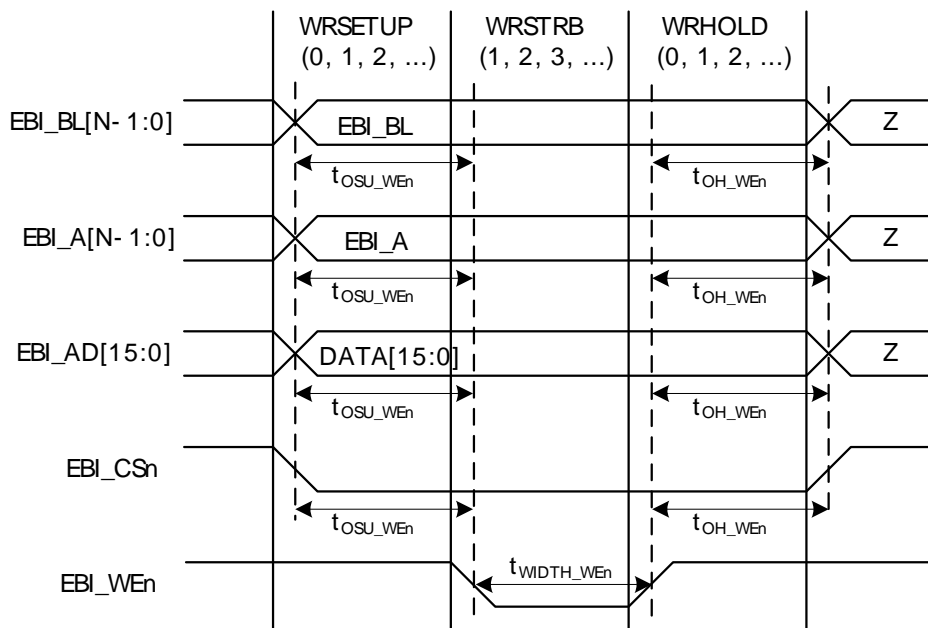 WRSETUP WRSTRB WRHOLD
(0, 1, 2, ...) (1, 2, 3, ...) (0, 1, 2, ...)
EBI_BL[N-1:0] EBI_BL Z
tOSU_WEn tOH_WEn
EBI_A[N-1:0] EBI_A Z
tOSU_WEn tOH_WEn
EBI_AD[15:0] DATA[15:0] Z
tOSU_WEn tOH_WEn
EBI_CSn
tOSU_WEn tOH_WEn
EBI_WEn tWIDTH_WEn